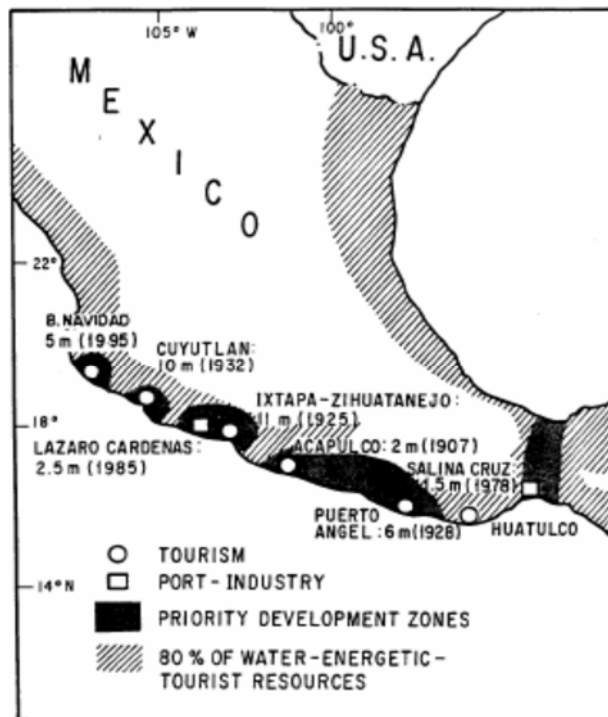 105° W
100°
U.S.A.
MEXICO
22°
B. NAVIDAD
5 m (1995)
CUYUTLAN:
10 m (1932)
IXTAPA-ZIHUATANEJO:
11 m (1925)
18°
LAZARO CARDENAS:
2.5 m (1985)
ACAPULCO: 2 m (1907)
SALINA CRUZ:
1.5 m (1978)
PUERTO
ANGEL: 6 m (1928)
HUATULCO
14° N
TOURISM
PORT-INDUSTRY
PRIORITY DEVELOPMENT ZONES
80 % OF WATER-ENERGETIC-
TOURIST RESOURCES